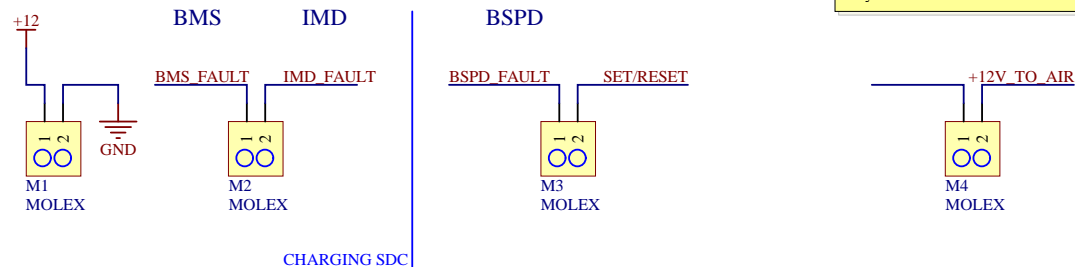 BMS IMD BSPD
+12
BMS_FAULT IMD_FAULT BSPD_FAULT SET/RESET +12V_TO_AIR
1 2 1 2 1 2 1 2
GND
M1 M2 M3 M4
MOLEX MOLEX MOLEX MOLEX
CHARGING SDC